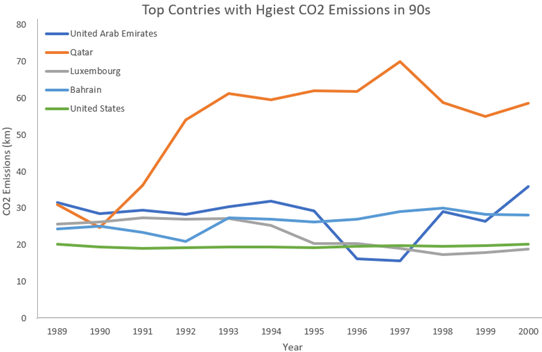 Top Contries with Hgiest CO2 Emissions in 90s
80
70
60
50
40
30
20
10
0
CO2 Emissions (km)
United Arab Emirates
Qatar
Luxembourg
Bahrain
United States
1989 1990 1991 1992 1993 1994 1995 1996 1997 1998 1999 2000
Year